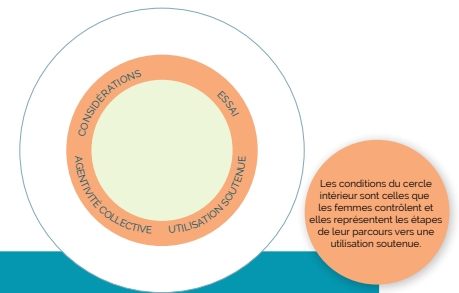 CONSIDÉRATIONS
ESSAI
AGENTIVITÉ COLLECTIVE
UTILISATION SOUTENUE
Les conditions du cercle
intérieur sont celles que
les femmes contrôlent et
elles représentent les étapes
de leur parcours vers une
utilisation soutenue.